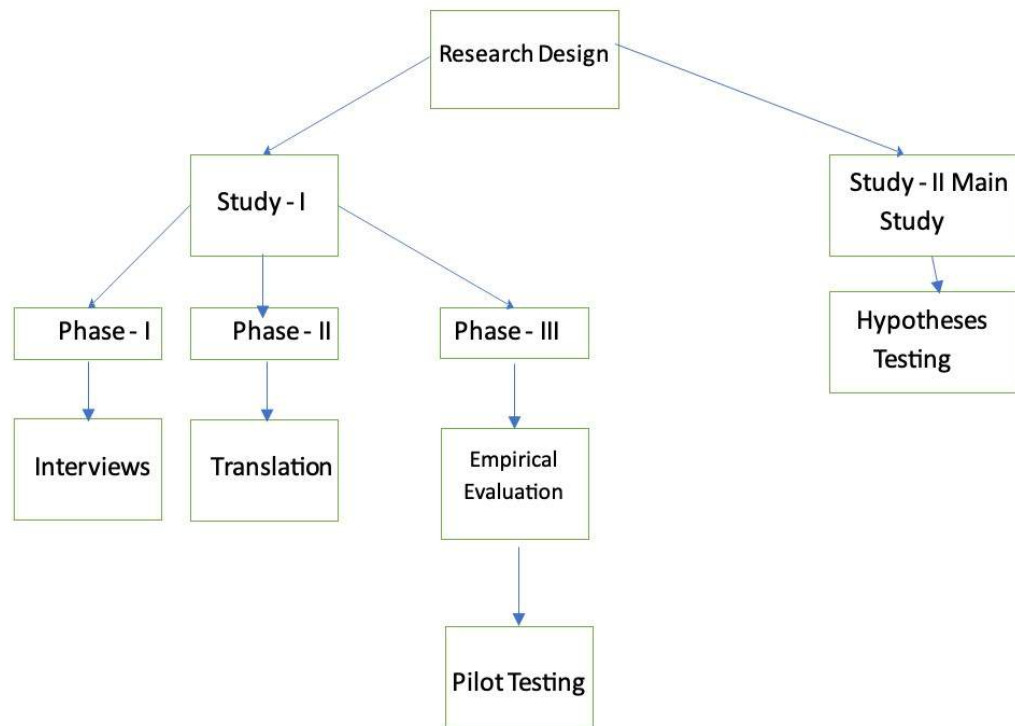 Research Design
Study - I
Study - II Main
Study
Phase - I
Phase - II
Phase - III
Hypotheses
Testing
Interviews
Translation
Empirical
Evaluation
Pilot Testing